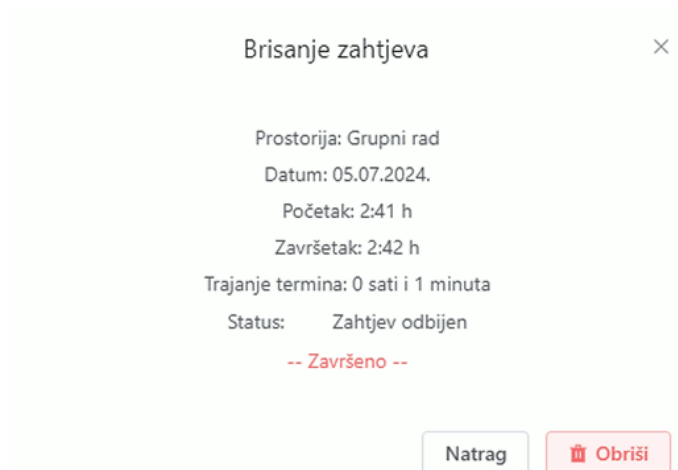 Brisanje zahtjeva
Prostorija: Grupni rad
Datum: 05.07.2024.
Početak: 2:41 h
Završetak: 2:42 h
Trajanje termina: 0 sati i 1 minuta
Status: Zahtjev odbijen
-- Završeno --
Natrag Obriši